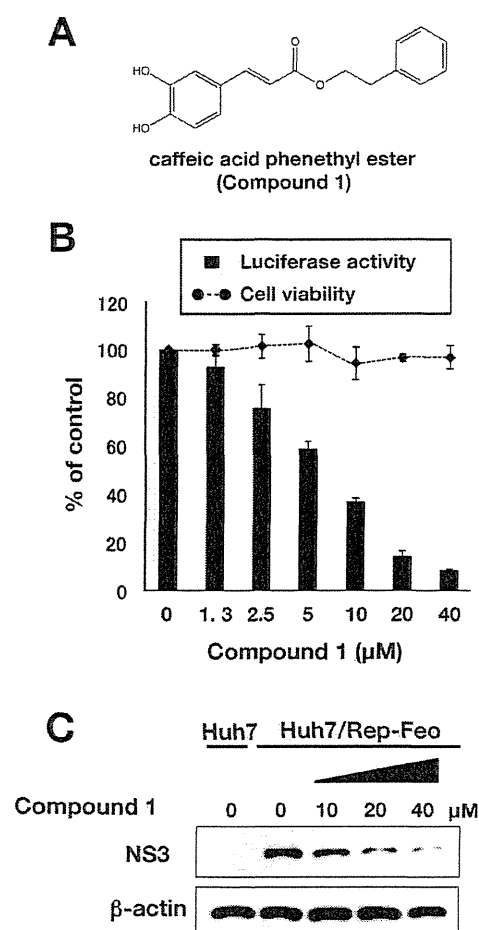 A
O
HO
O
HO
caffeic acid phenethyl ester
(Compound 1)
B
Luciferase activity
Cell viability
120
100
80
60
40
20
0
% of control
0 1. 3 2.5 5 10 20 40
Compound 1 (µM)
C
Huh7 Huh7/Rep-Feo
Compound 1 0 0 10 20 40 µM
NS3
β-actin